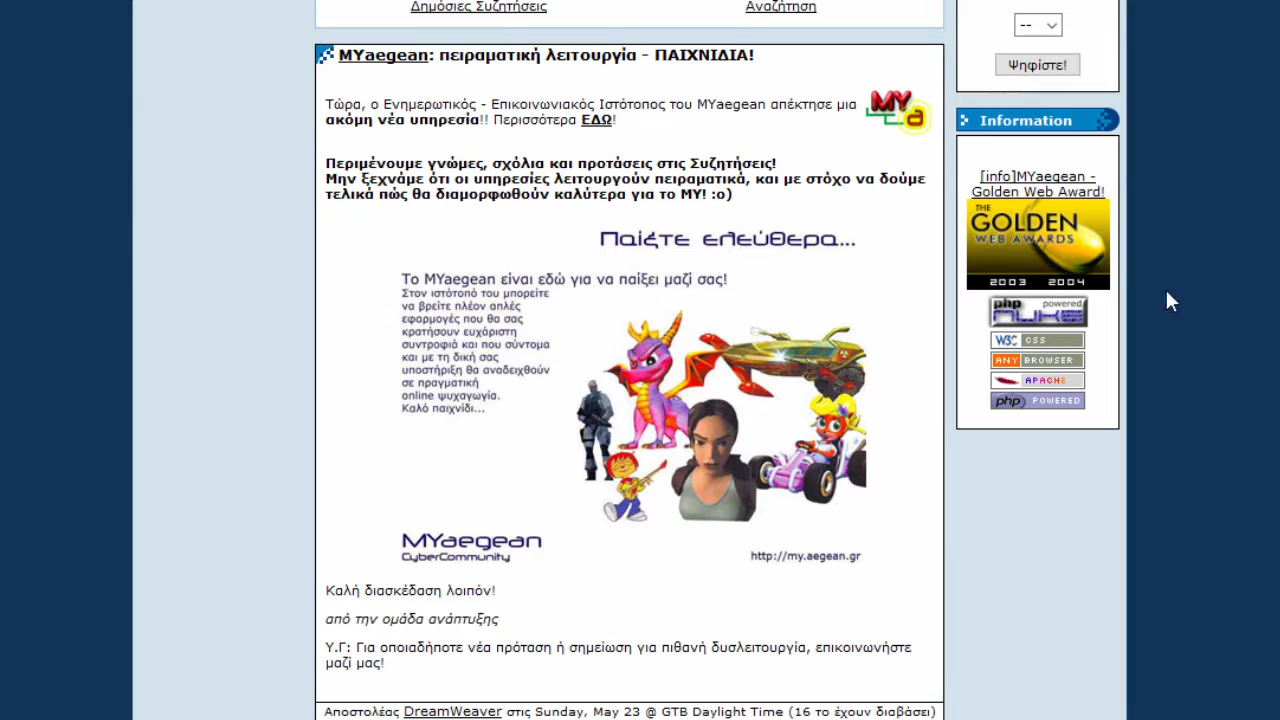 Δημόσιες Συζητήσεις
Αναζήτηση
MYaegean: πειραματική λειτουργία - ΠΑΙΧΝΙΔΙΑ!
Τώρα, ο Ενημερωτικός - Επικοινωνιακός Ιστότοπος του MYaegean απέκτησε μια
ακόμη νέα υπηρεσία!! Περισσότερα ΕΔΩ!
MY
a
Περιμένουμε γνώμες, σχόλια και προτάσεις στις Συζητήσεις!
Μην ξεχνάμε ότι οι υπηρεσίες λειτουργούν πειραματικά, και με στόχο να δούμε
τελικά πώς θα διαμορφωθούν καλύτερα για το MY! :o)
Παίξτε ελεύθερα...
Το MYaegean είναι εδώ για να παίξει μαζί σας!
Στον ιστότοπό του μπορείτε
να βρείτε πλέον απλές
εφαρμογές που θα σας
κρατήσουν ευχάριστη
συντροφιά και που σύντομα
και με τη δική σας
υποστήριξη θα αναδειχθούν
σε πραγματική
online ψυχαγωγία.
Καλό παιχνίδι...
MYaegean
CyberCommunity
http://my.aegean.gr
Καλή διασκέδαση λοιπόν!
από την ομάδα ανάπτυξης
Υ.Γ: Για οποιαδήποτε νέα πρόταση ή σημείωση για πιθανή δυσλειτουργία, επικοινωνήστε
μαζί μας!
Αποστολέας DreamWeaver στις Sunday, May 23 @ GTB Daylight Time (16 το έχουν διαβάσει)
--
Ψηφίστε!
Information
[info]MYaegean -
Golden Web Award!
THE
GOLDEN
WEB AWARDS
2003 2004
php powered
nuke
W3C CSS
ANY BROWSER
APACHE
php POWERED